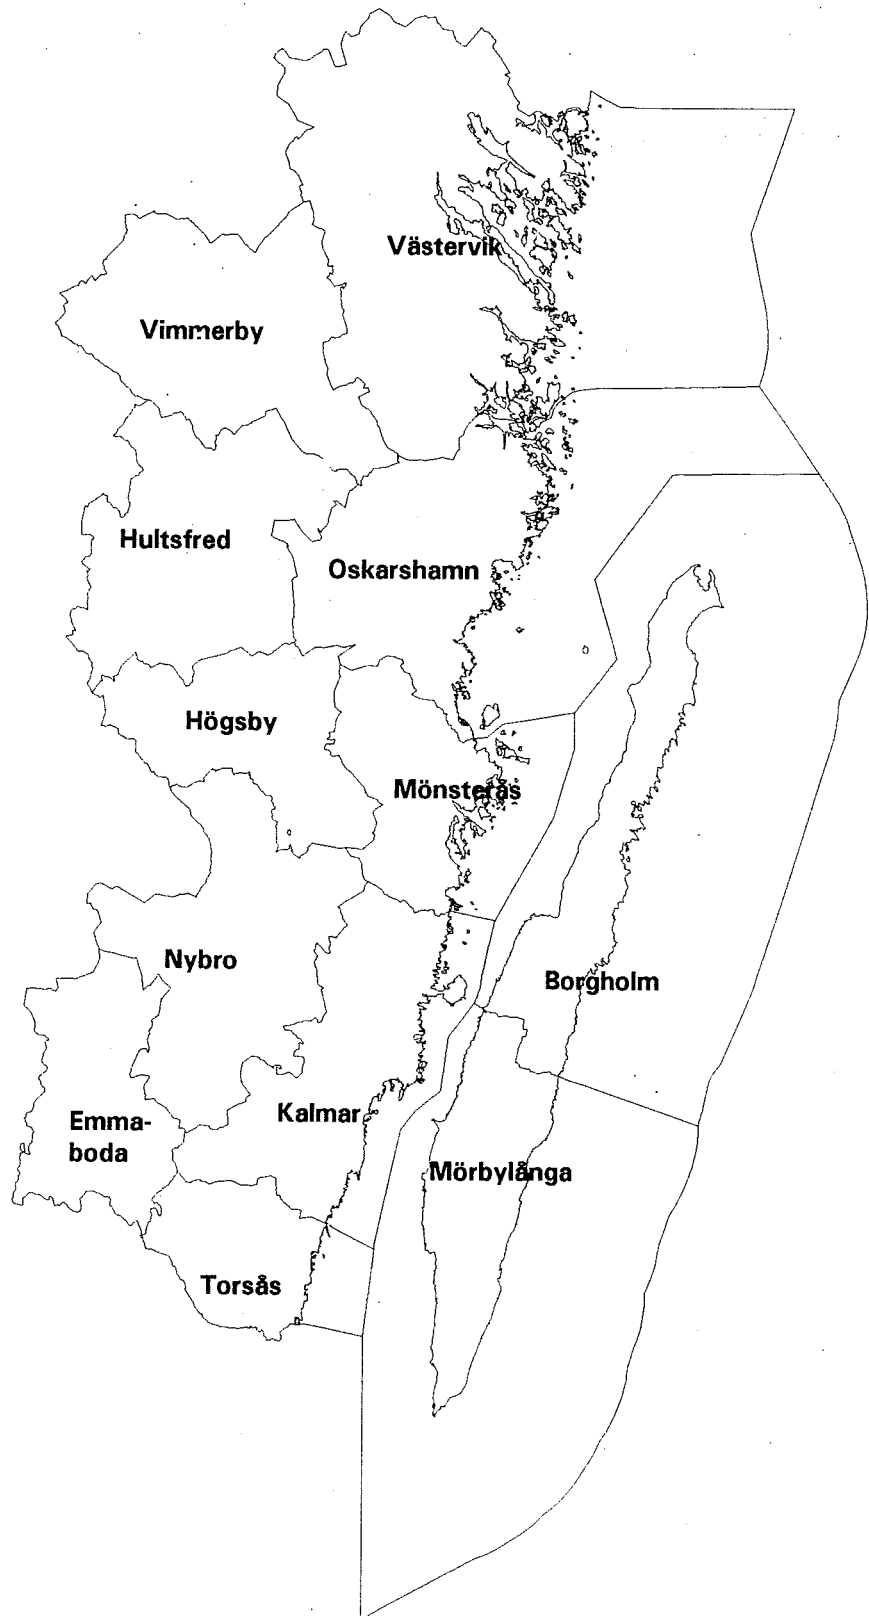 Västervik
Vimmerby
Hultsfred
Oskarshamn
Högsby
Mönsterås
Nybro
Borgholm
Kalmar
Emma-
boda
Mörbylånga
Torsås